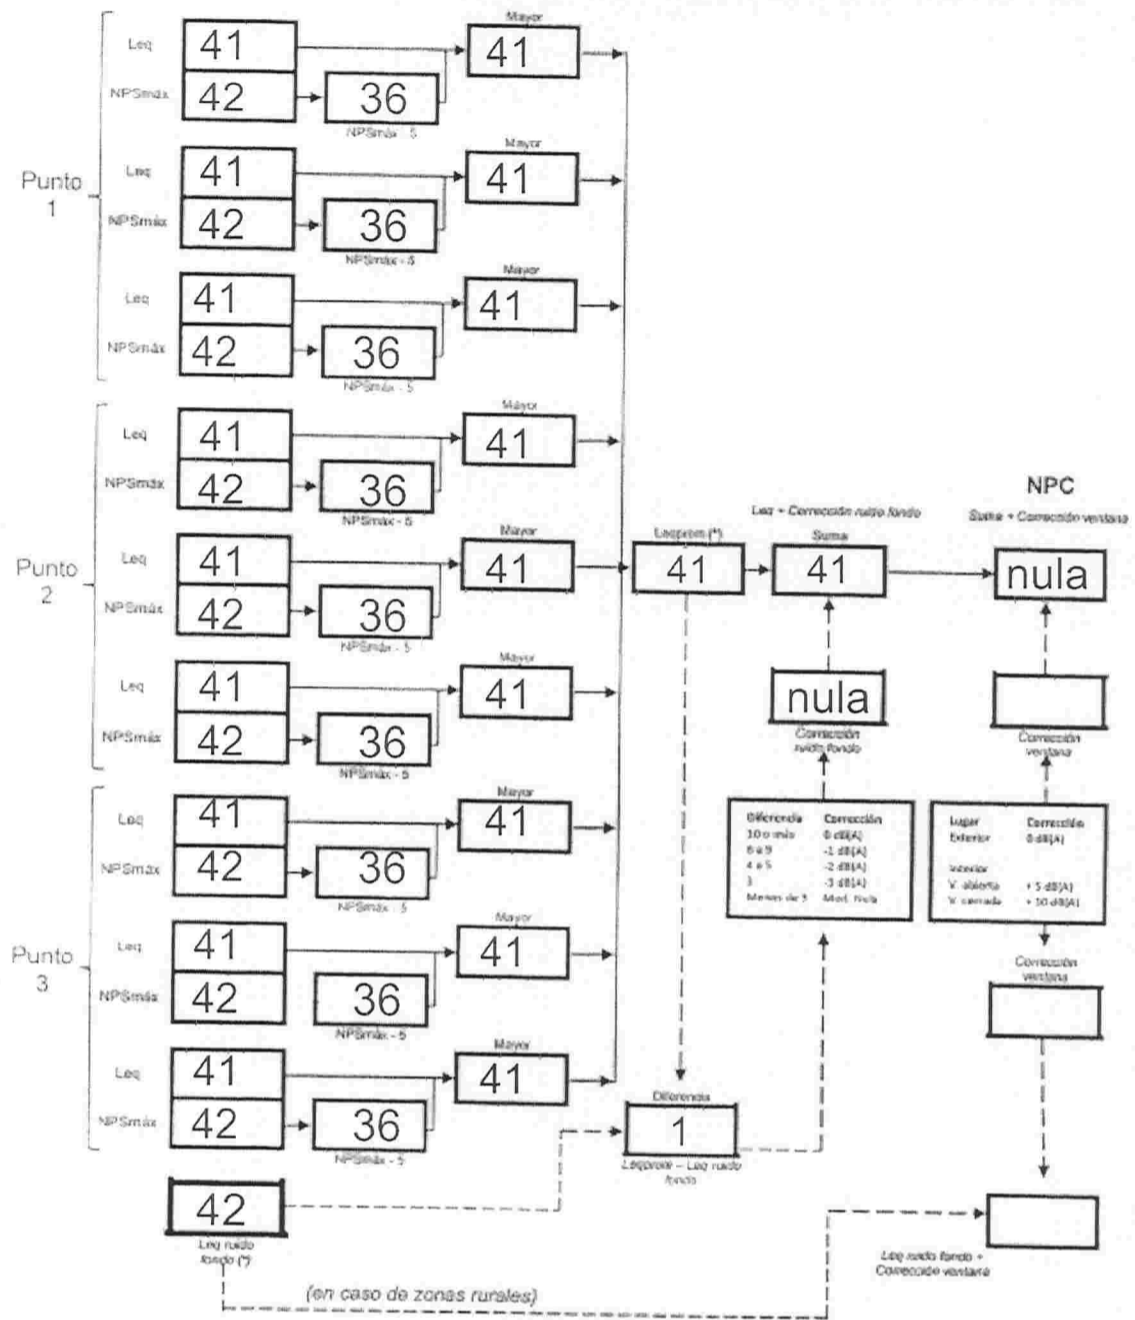 Mayor
Leq 41 41
NPSmáx 42 36
NPSmáx - 5
Mayor
Leq 41 41
Punto 1
NPSmáx 42 36
NPSmáx - 5
Mayor
Leq 41 41
NPSmáx 42 36
NPSmáx - 5
Mayor
Leq 41 41
NPSmáx 42 36
NPSmáx - 5
Mayor
Leq 41 41
Punto 2
NPSmáx 42 36
NPSmáx - 5
Mayor
Leq 41 41
NPSmáx 42 36
NPSmáx - 5
Mayor
Leq 41 41
NPSmáx 42 36
NPSmáx - 5
Mayor
Leq 41 41
Punto 3
NPSmáx 42 36
NPSmáx - 5
Mayor
Leq 41 41
NPSmáx 42 36
NPSmáx - 5
42
Leq ruido
fondo (*)
(en caso de zonas rurales)
Leqprom (*)
41
Leq + Corrección ruido fondo
Suma
41
NPC
Suma + Corrección ventana
nula
nula
Corrección
ruido fondo
Corrección
ventana
Diferencia Corrección
10 o más 0 dB(A)
6 a 9 -1 dB(A)
4 a 5 -2 dB(A)
3 -3 dB(A)
Menos de 3 Med. Nula
Lugar Corrección
Exterior 0 dB(A)
Interior
V. abierta + 5 dB(A)
V. cerrada + 10 dB(A)
Corrección
ventana
Diferencia
1
Leqprom – Leq ruido
fondo
Leq ruido fondo +
Corrección ventana